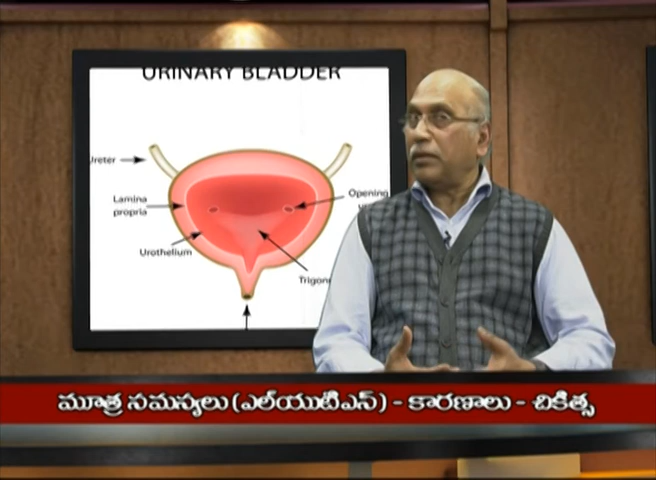 URINARY BLADDER
Ureter
Lamina
propria
Urothelium
Opening
Trigone
మూత్ర సమస్యలు (ఎల్‌యుటిఎస్) - కారణాలు - చికిత్స